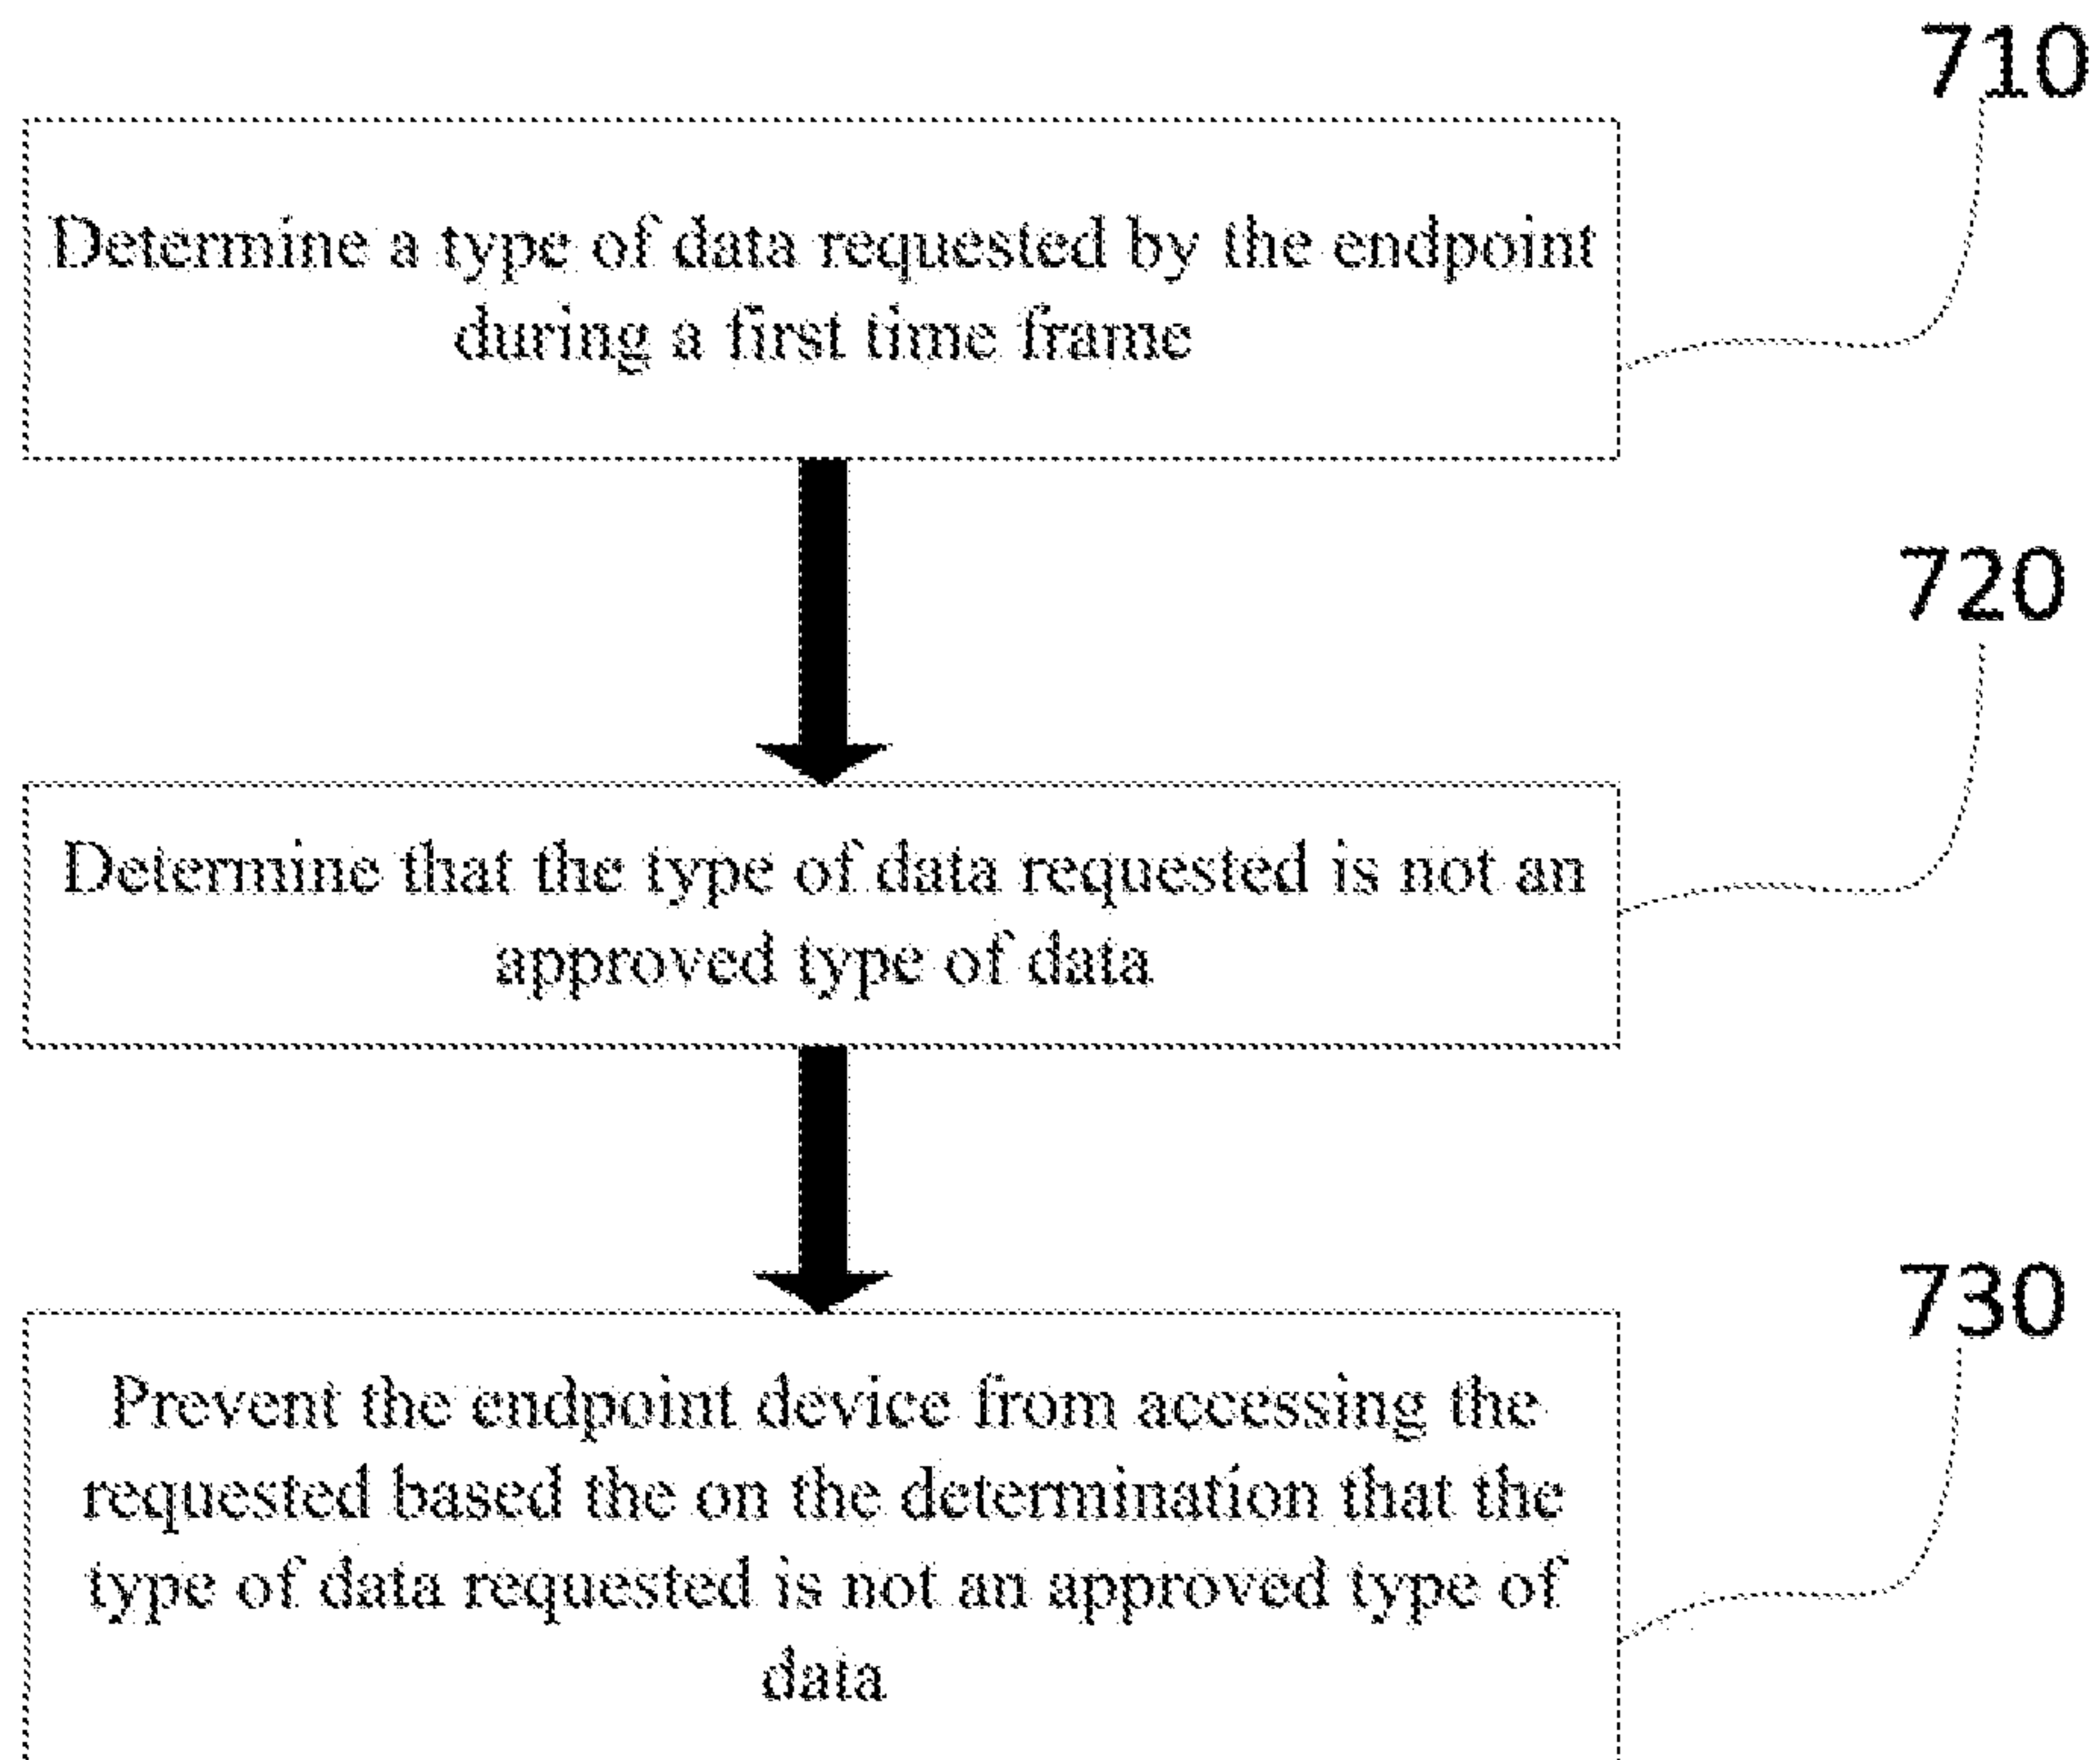 710
Determine a type of data requested by the endpoint
during a first time frame
720
Determine that the type of data requested is not an
approved type of data
730
Prevent the endpoint device from accessing the
requested based the on the determination that the
type of data requested is not an approved type of
data